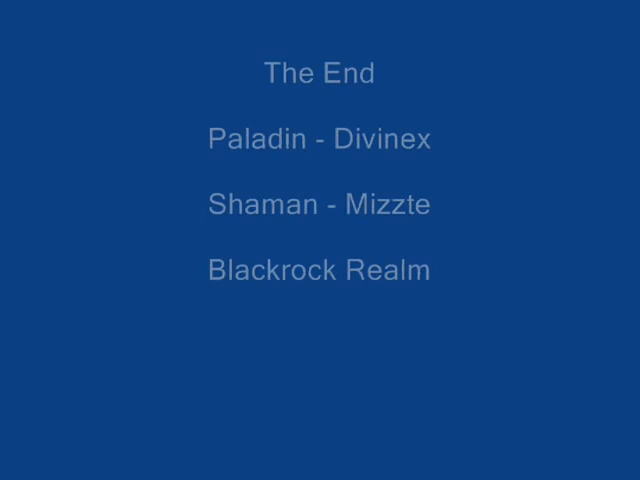 The End
Paladin - Divinex
Shaman - Mizzte
Blackrock Realm